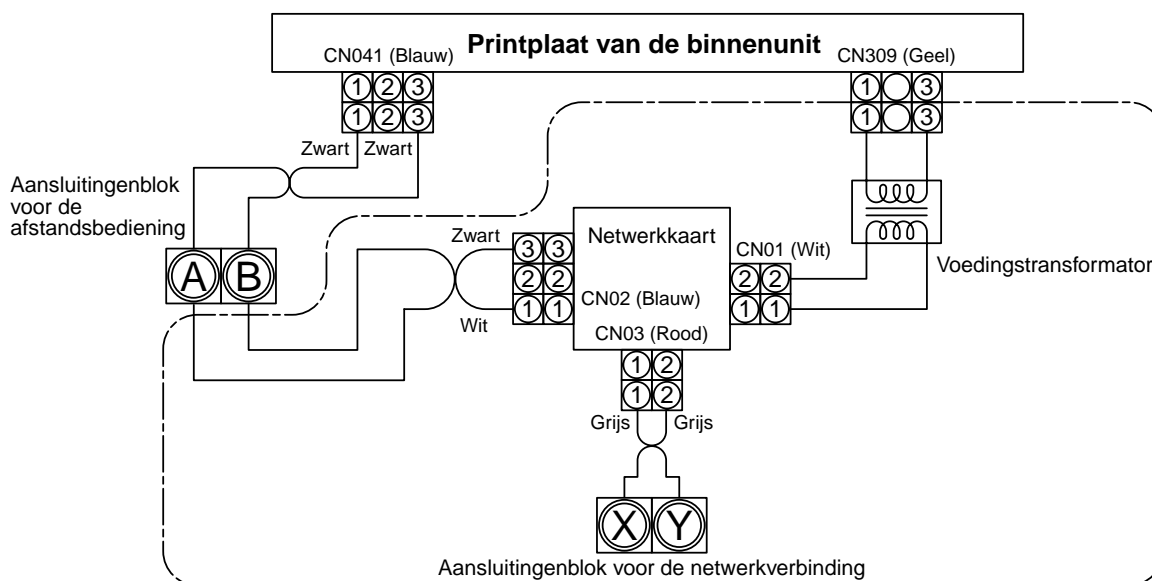 Printplaat van de binnenunit
CN041 (Blauw)
CN309 (Geel)
1 2 3
1 3
1 2 3
1 3
Zwart Zwart
Aansluitingenblok
voor de
afstandsbediening
A B
Zwart
Wit
3 3
2 2
1 1
Netwerkkaart
CN02 (Blauw)
CN03 (Rood)
CN01 (Wit)
2 2
1 1
Voedingstransformator
1 2
1 2
Grijs Grijs
X Y
Aansluitingenblok voor de netwerkverbinding